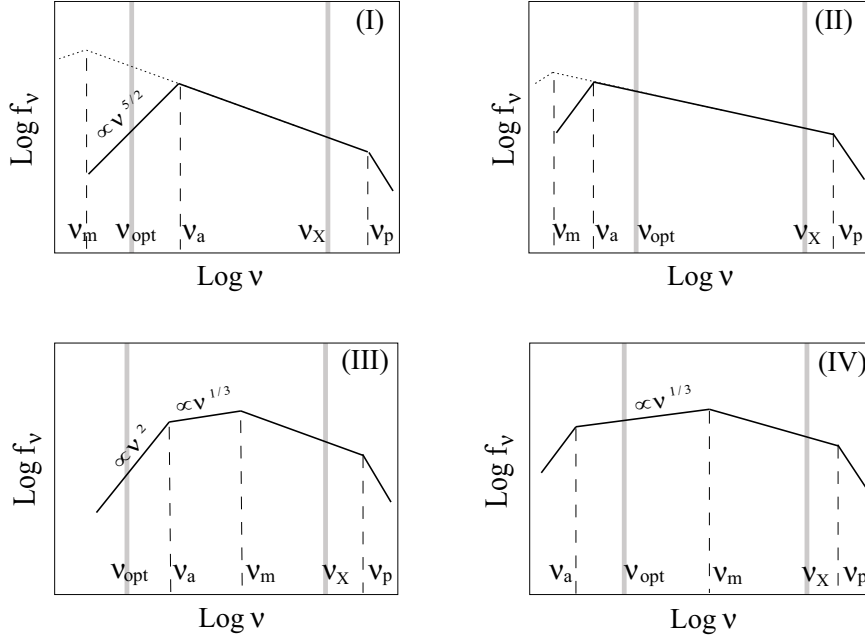 (I)
Log f_ν
∝ν^{5/2}
ν_m ν_opt ν_a ν_X ν_p
Log ν
(II)
Log f_ν
ν_m ν_a ν_opt ν_X ν_p
Log ν
(III)
Log f_ν
∝ν^2
∝ν^{1/3}
ν_opt ν_a ν_m ν_X ν_p
Log ν
(IV)
Log f_ν
∝ν^{1/3}
ν_a ν_opt ν_m ν_X ν_p
Log ν